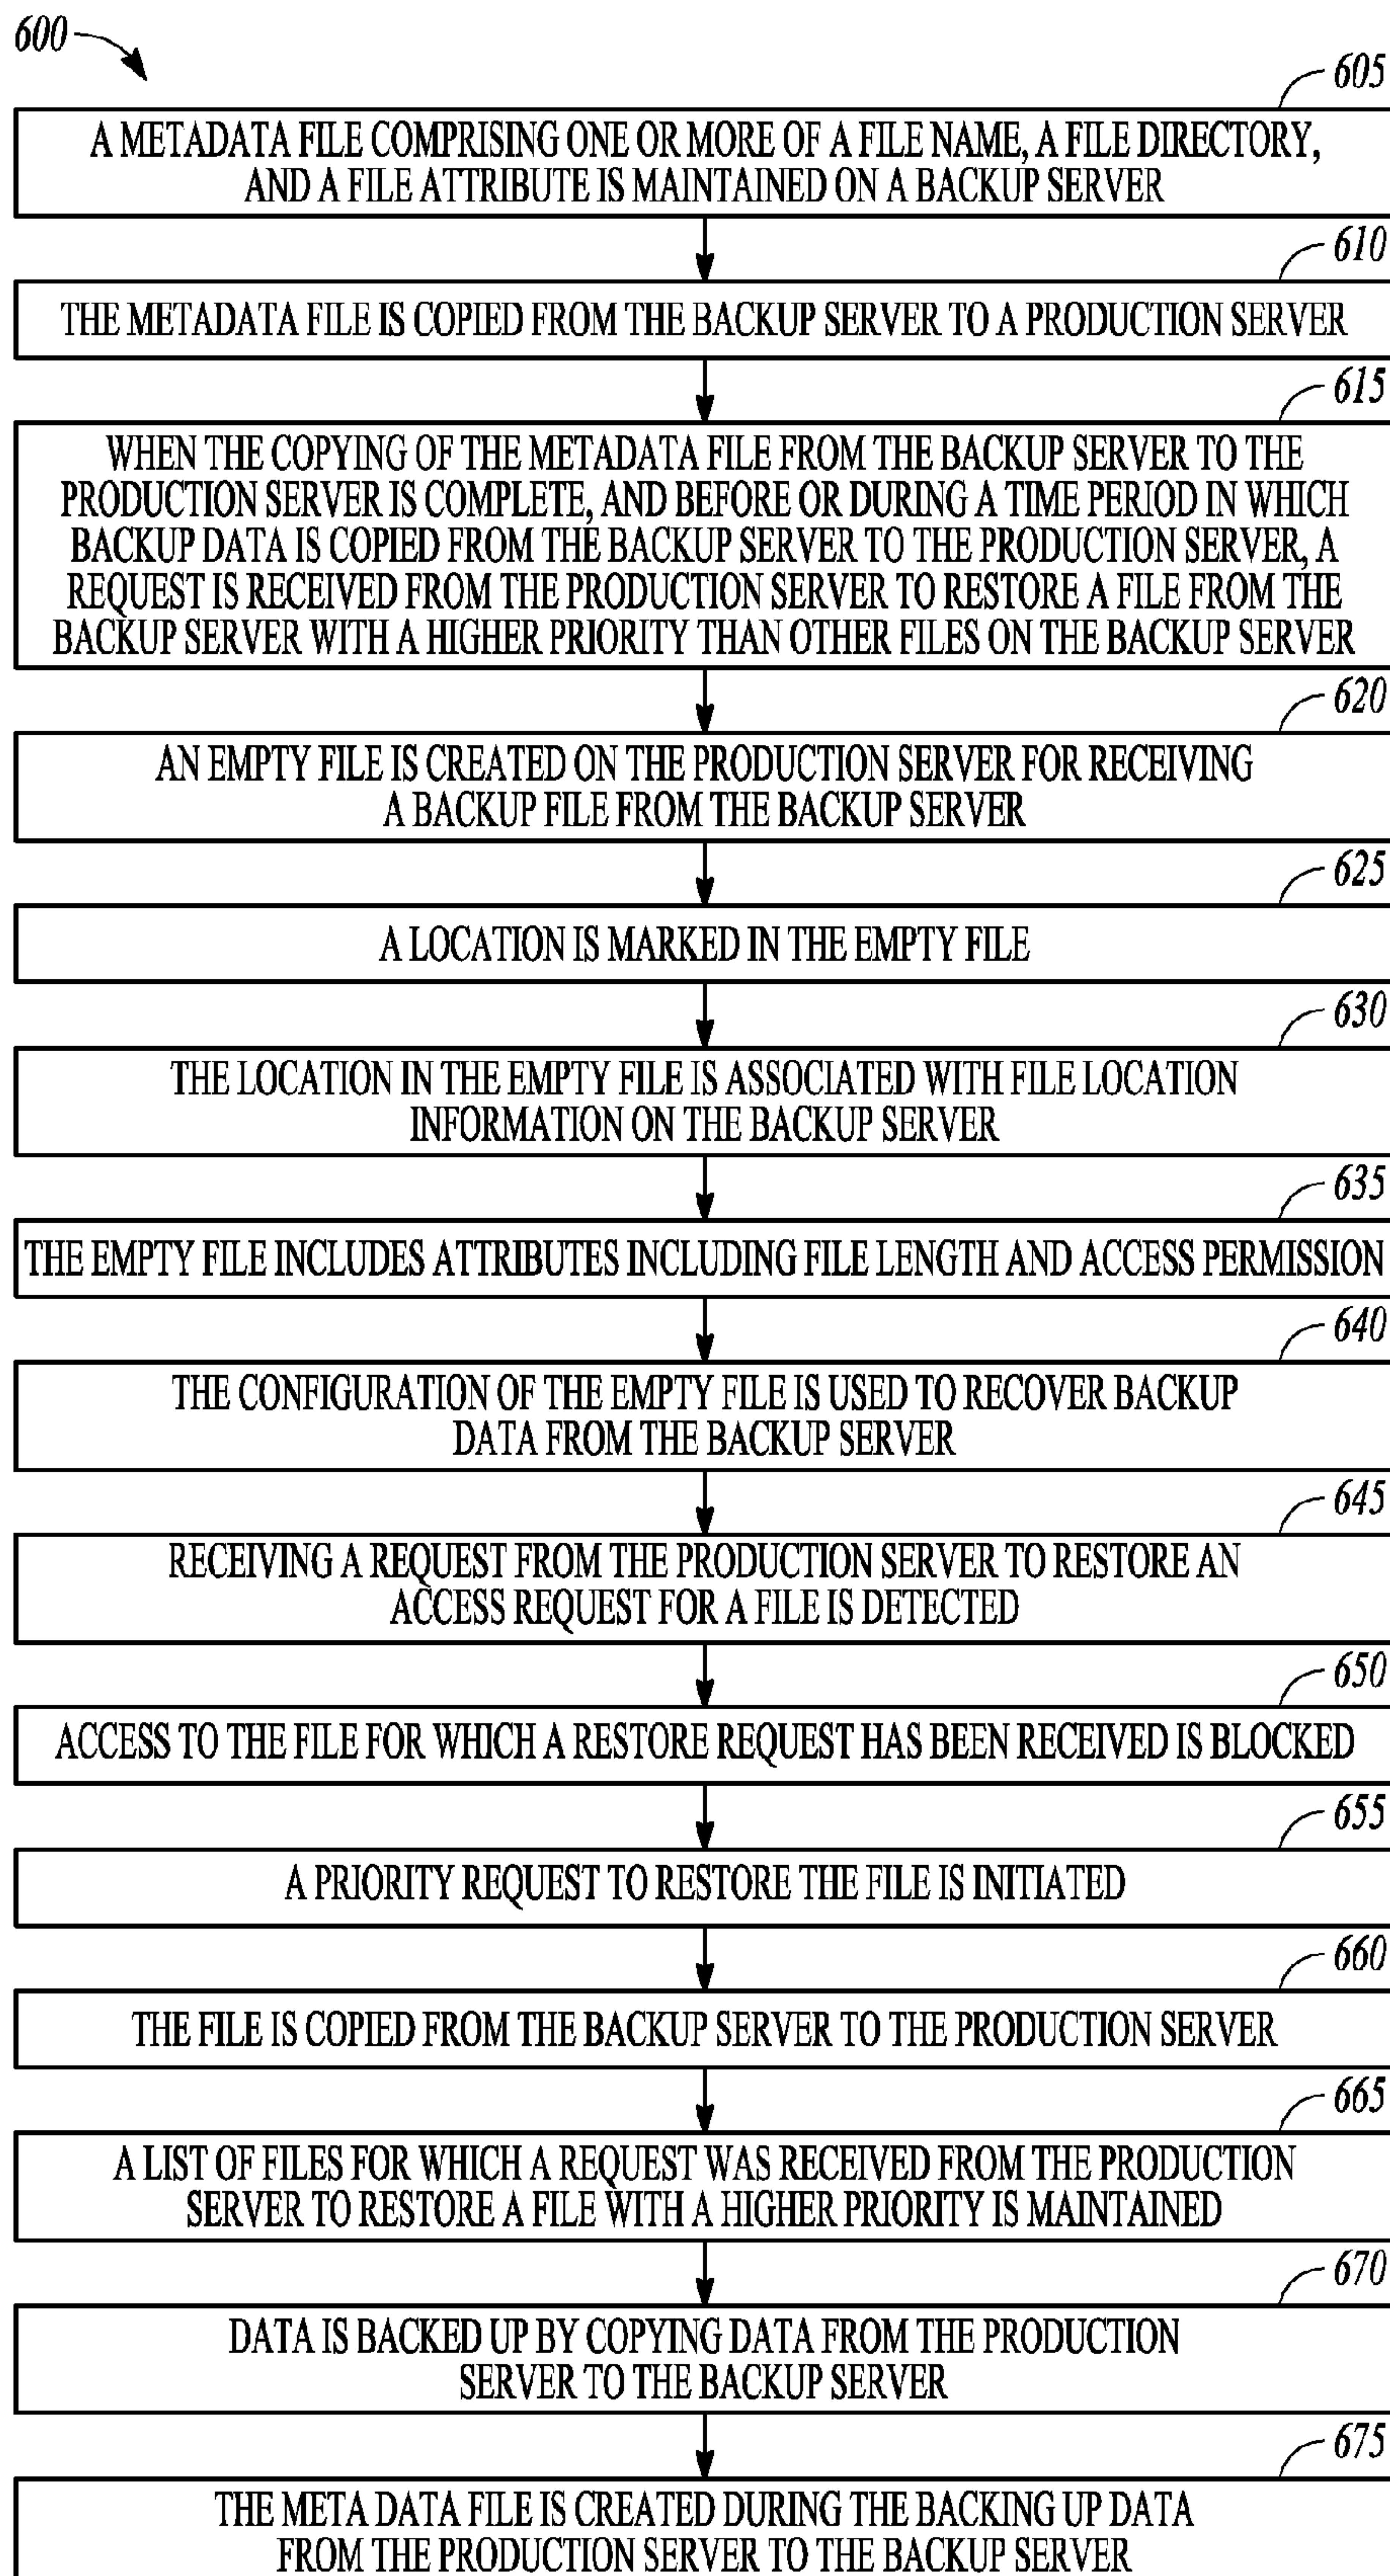 600
605
A METADATA FILE COMPRISING ONE OR MORE OF A FILE NAME, A FILE DIRECTORY,
AND A FILE ATTRIBUTE IS MAINTAINED ON A BACKUP SERVER
610
THE METADATA FILE IS COPIED FROM THE BACKUP SERVER TO A PRODUCTION SERVER
615
WHEN THE COPYING OF THE METADATA FILE FROM THE BACKUP SERVER TO THE
PRODUCTION SERVER IS COMPLETE, AND BEFORE OR DURING A TIME PERIOD IN WHICH
BACKUP DATA IS COPIED FROM THE BACKUP SERVER TO THE PRODUCTION SERVER, A
REQUEST IS RECEIVED FROM THE PRODUCTION SERVER TO RESTORE A FILE FROM THE
BACKUP SERVER WITH A HIGHER PRIORITY THAN OTHER FILES ON THE BACKUP SERVER
620
AN EMPTY FILE IS CREATED ON THE PRODUCTION SERVER FOR RECEIVING
A BACKUP FILE FROM THE BACKUP SERVER
625
A LOCATION IS MARKED IN THE EMPTY FILE
630
THE LOCATION IN THE EMPTY FILE IS ASSOCIATED WITH FILE LOCATION
INFORMATION ON THE BACKUP SERVER
635
THE EMPTY FILE INCLUDES ATTRIBUTES INCLUDING FILE LENGTH AND ACCESS PERMISSION
640
THE CONFIGURATION OF THE EMPTY FILE IS USED TO RECOVER BACKUP
DATA FROM THE BACKUP SERVER
645
RECEIVING A REQUEST FROM THE PRODUCTION SERVER TO RESTORE AN
ACCESS REQUEST FOR A FILE IS DETECTED
650
ACCESS TO THE FILE FOR WHICH A RESTORE REQUEST HAS BEEN RECEIVED IS BLOCKED
655
A PRIORITY REQUEST TO RESTORE THE FILE IS INITIATED
660
THE FILE IS COPIED FROM THE BACKUP SERVER TO THE PRODUCTION SERVER
665
A LIST OF FILES FOR WHICH A REQUEST WAS RECEIVED FROM THE PRODUCTION
SERVER TO RESTORE A FILE WITH A HIGHER PRIORITY IS MAINTAINED
670
DATA IS BACKED UP BY COPYING DATA FROM THE PRODUCTION
SERVER TO THE BACKUP SERVER
675
THE META DATA FILE IS CREATED DURING THE BACKING UP DATA
FROM THE PRODUCTION SERVER TO THE BACKUP SERVER